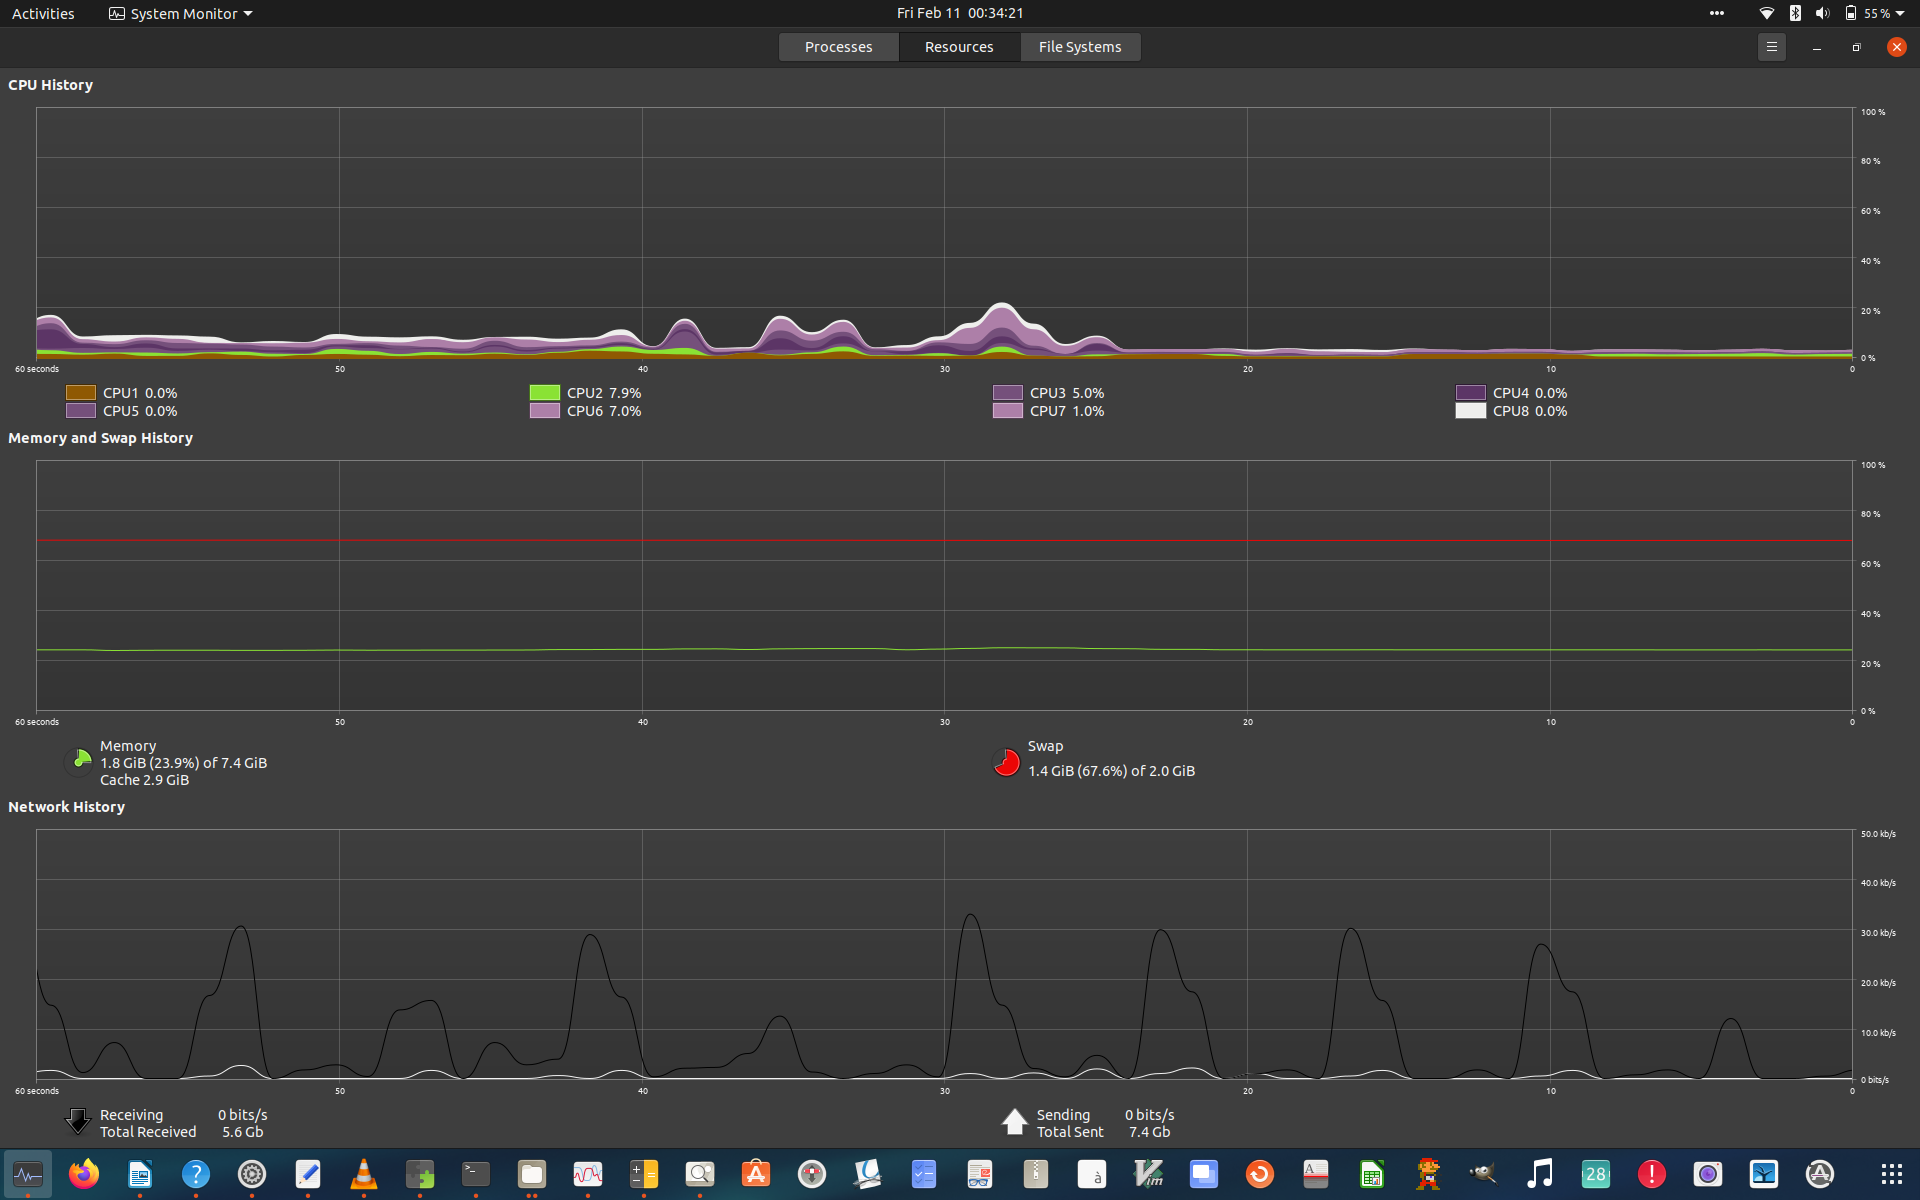 Activities System Monitor Fri Feb 11 00:34:21 55 %
Processes Resources File Systems
CPU History
100 %
80 %
60 %
40 %
20 %
0 %
60 seconds 50 40 30 20 10 0
CPU1 0.0% CPU2 7.9% CPU3 5.0% CPU4 0.0%
CPU5 0.0% CPU6 7.0% CPU7 1.0% CPU8 0.0%
Memory and Swap History
100 %
80 %
60 %
40 %
20 %
0 %
60 seconds 50 40 30 20 10 0
Memory
1.8 GiB (23.9%) of 7.4 GiB
Cache 2.9 GiB
Swap
1.4 GiB (67.6%) of 2.0 GiB
Network History
50.0 kb/s
40.0 kb/s
30.0 kb/s
20.0 kb/s
10.0 kb/s
0 bits/s
60 seconds 50 40 30 20 10 0
Receiving 0 bits/s
Total Received 5.6 Gb
Sending 0 bits/s
Total Sent 7.4 Gb
? >_ à Vim A 28 !